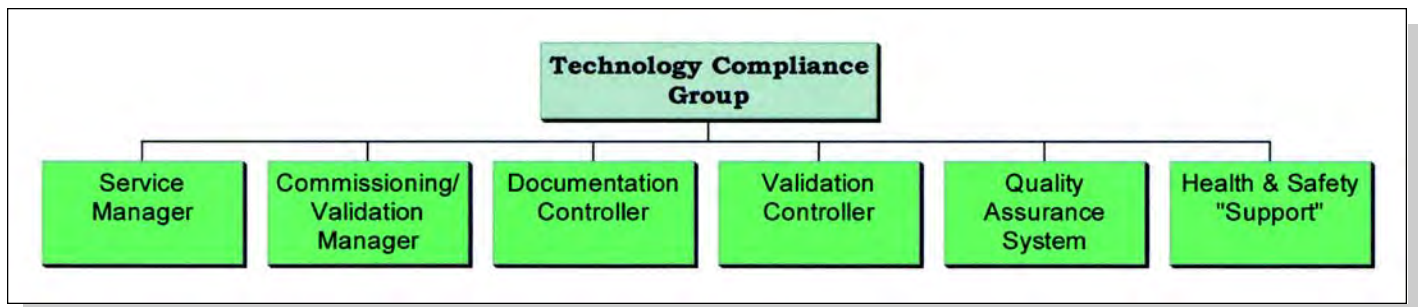 Technology Compliance
Group
Service
Manager
Commissioning/
Validation
Manager
Documentation
Controller
Validation
Controller
Quality
Assurance
System
Health & Safety
"Support"